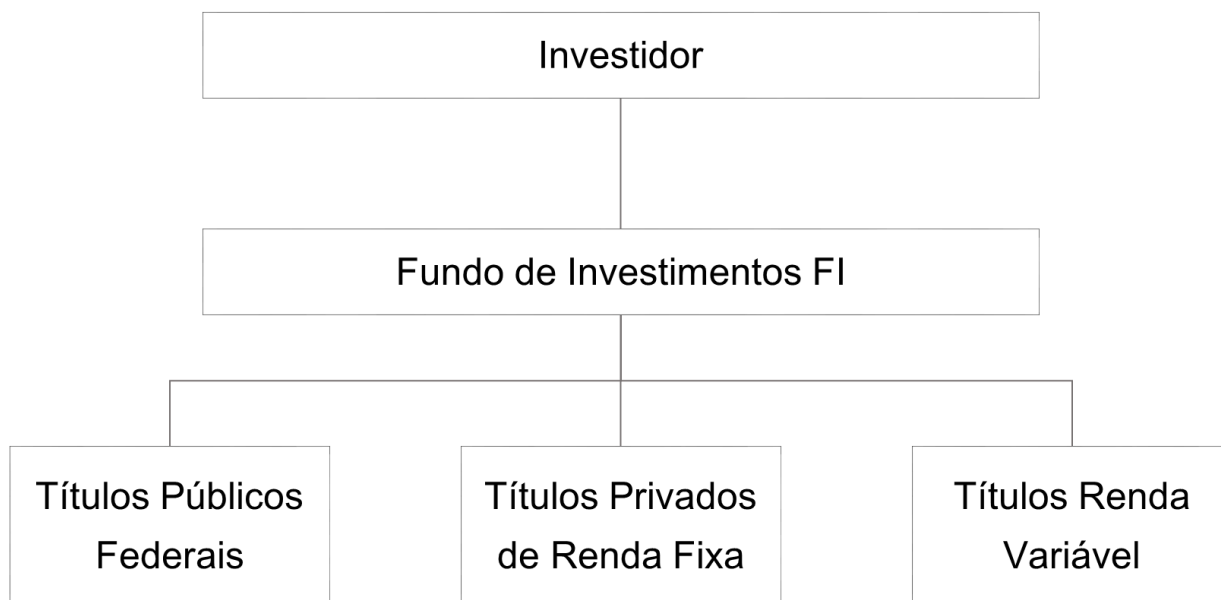 Investidor
Fundo de Investimentos FI
Títulos Públicos
Federais
Títulos Privados
de Renda Fixa
Títulos Renda
Variável